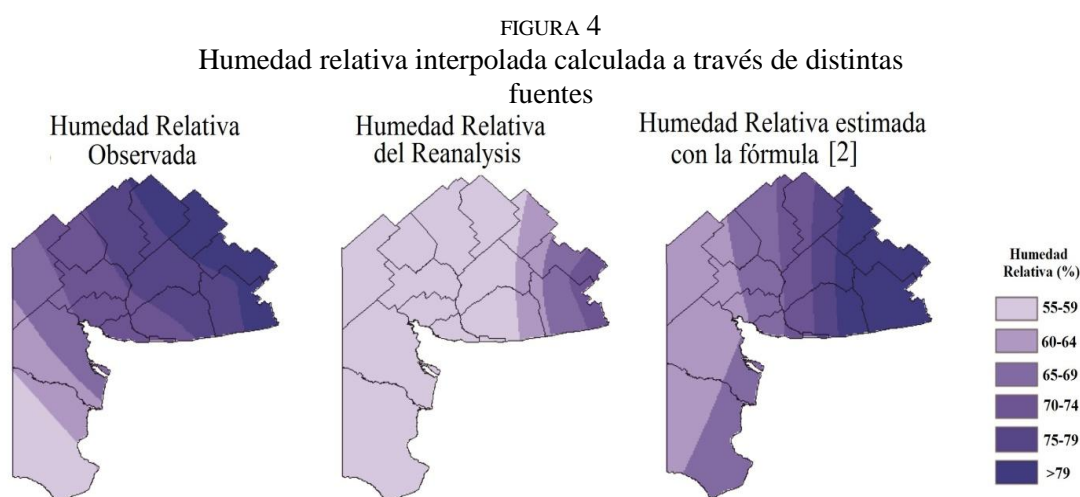 FIGURA 4
Humedad relativa interpolada calculada a través de distintas
fuentes
Humedad Relativa
Observada
Humedad Relativa
del Reanalysis
Humedad Relativa estimada
con la fórmula [2]
Humedad
Relativa (%)
55-59
60-64
65-69
70-74
75-79
>79